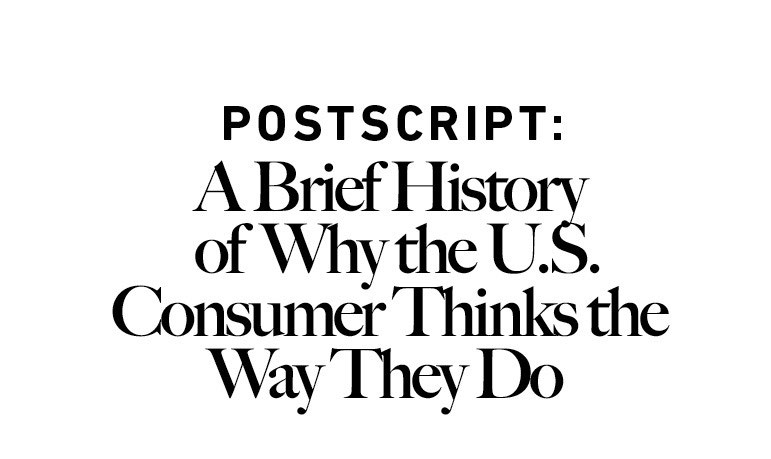 POSTSCRIPT:
A Brief History
of Why the U.S.
Consumer Thinks the
Way They Do